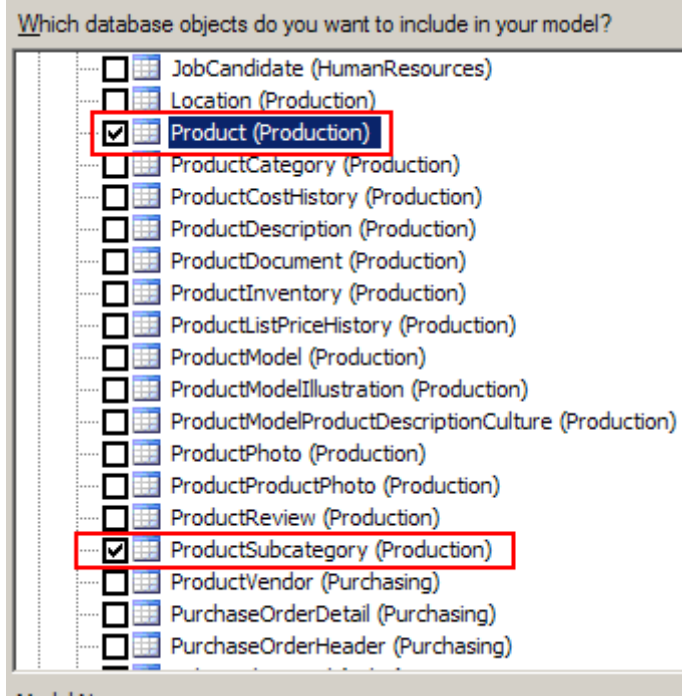 Which database objects do you want to include in your model?
JobCandidate (HumanResources)
Location (Production)
Product (Production)
ProductCategory (Production)
ProductCostHistory (Production)
ProductDescription (Production)
ProductDocument (Production)
ProductInventory (Production)
ProductListPriceHistory (Production)
ProductModel (Production)
ProductModelIllustration (Production)
ProductModelProductDescriptionCulture (Production)
ProductPhoto (Production)
ProductProductPhoto (Production)
ProductReview (Production)
ProductSubcategory (Production)
ProductVendor (Purchasing)
PurchaseOrderDetail (Purchasing)
PurchaseOrderHeader (Purchasing)